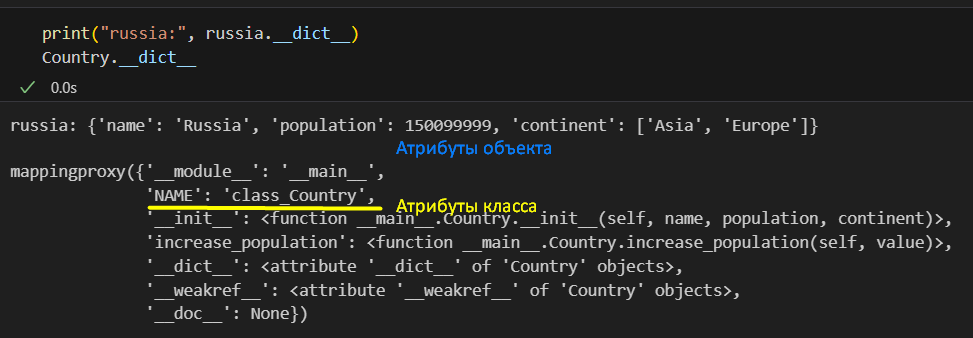 print("russia:", russia.__dict__)
Country.__dict__
0.0s
russia: {'name': 'Russia', 'population': 150099999, 'continent': ['Asia', 'Europe']}
Атрибуты объекта
mappingproxy({'__module__': '__main__',
'NAME': 'class_Country',
Атрибуты класса
'__init__': <function __main__.Country.__init__(self, name, population, continent)>,
'increase_population': <function __main__.Country.increase_population(self, value)>,
'__dict__': <attribute '__dict__' of 'Country' objects>,
'__weakref__': <attribute '__weakref__' of 'Country' objects>,
'__doc__': None})